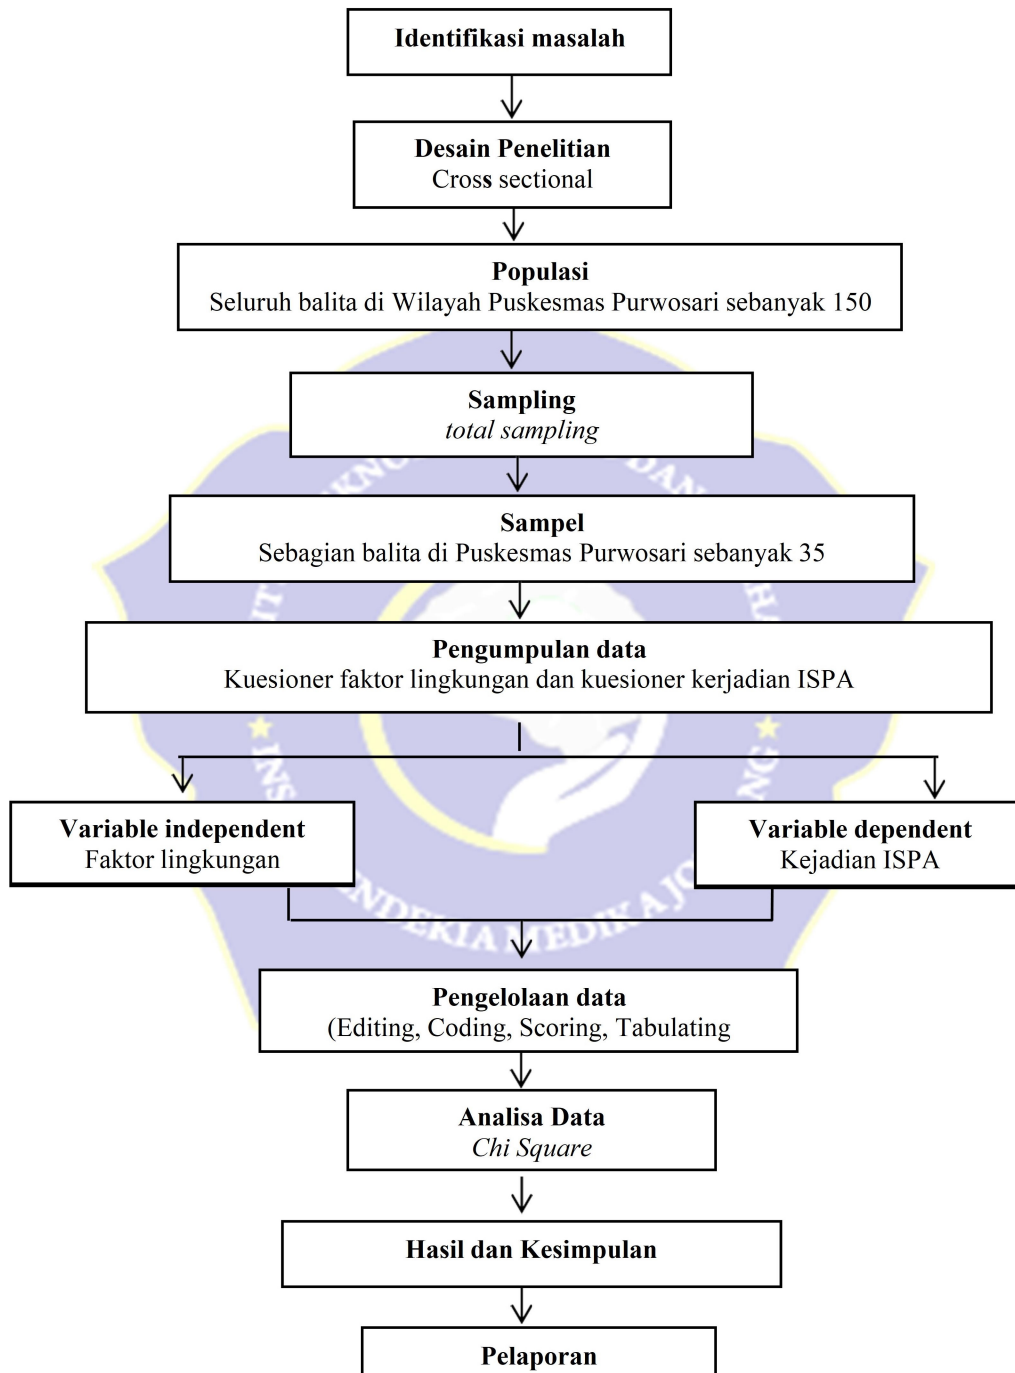 Identifikasi masalah
Desain Penelitian
Cross sectional
Populasi
Seluruh balita di Wilayah Puskesmas Purwosari sebanyak 150
Sampling
total sampling
Sampel
Sebagian balita di Puskesmas Purwosari sebanyak 35
Pengumpulan data
Kuesioner faktor lingkungan dan kuesioner kerjadian ISPA
Variable independent
Faktor lingkungan
Variable dependent
Kejadian ISPA
Pengelolaan data
(Editing, Coding, Scoring, Tabulating
Analisa Data
Chi Square
Hasil dan Kesimpulan
Pelaporan
DAN
MEDIKA